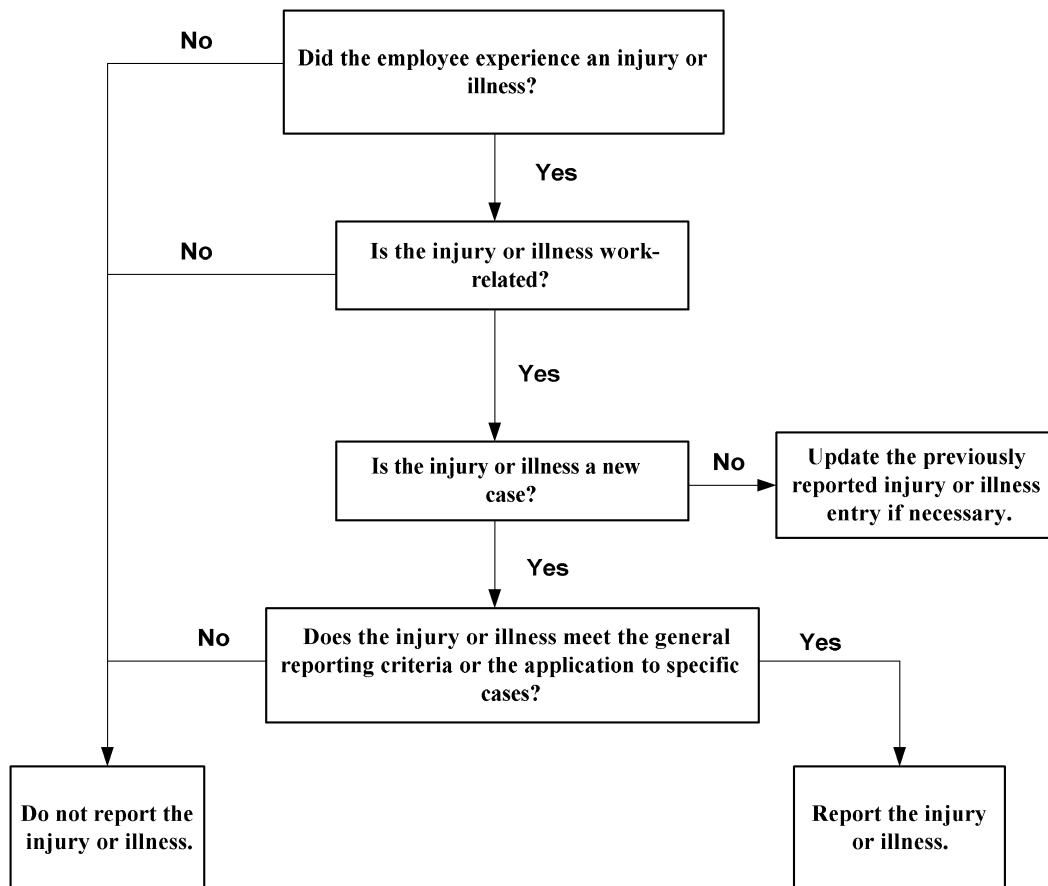 No
Did the employee experience an injury or
illness?
Yes
No
Is the injury or illness work-
related?
Yes
Is the injury or illness a new
case?
No
Update the previously
reported injury or illness
entry if necessary.
Yes
No
Does the injury or illness meet the general
reporting criteria or the application to specific
cases?
Yes
Do not report the
injury or illness.
Report the injury
or illness.